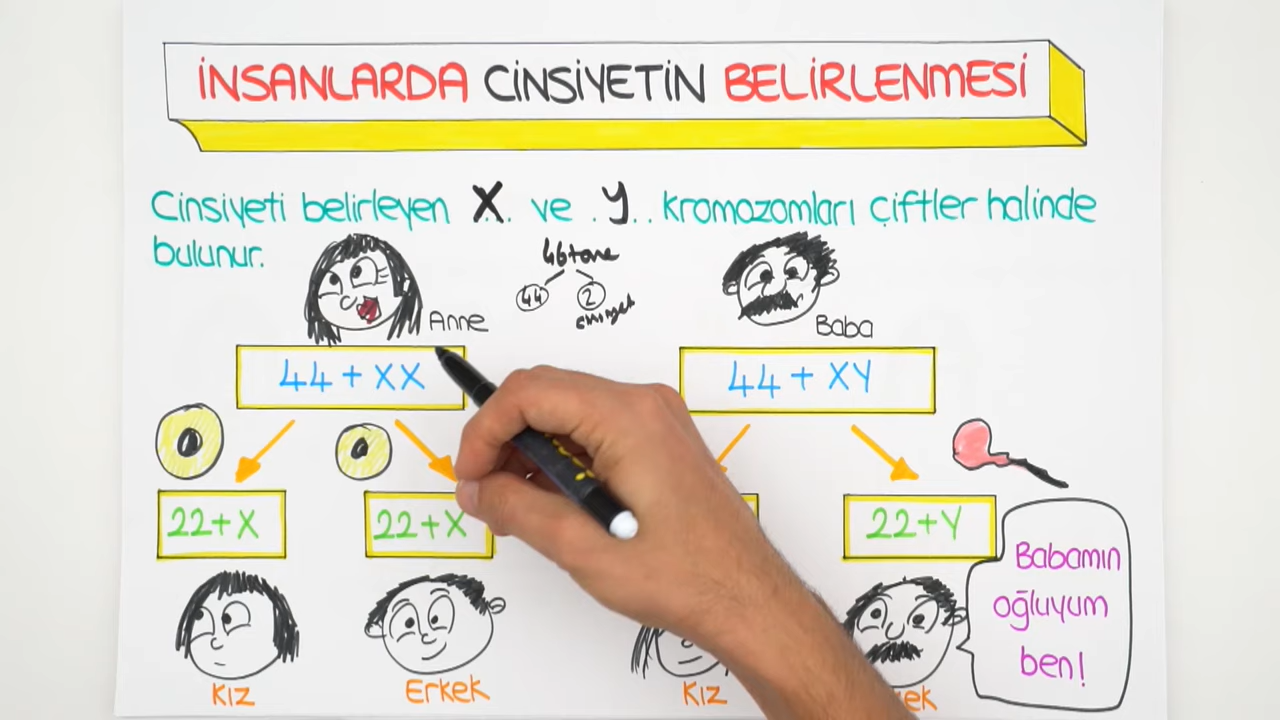 İNSANLARDA CİNSİYETİN BELİRLENMESİ
Cinsiyeti belirleyen .X. ve .Y.. kromozomları çiftler halinde
bulunur.
46 tane
44 2
Anne
Baba
44 + XX
44 + XY
22+X
22+X
22+Y
Babamın
oğluyum
ben!
Kız
Erkek
Kız